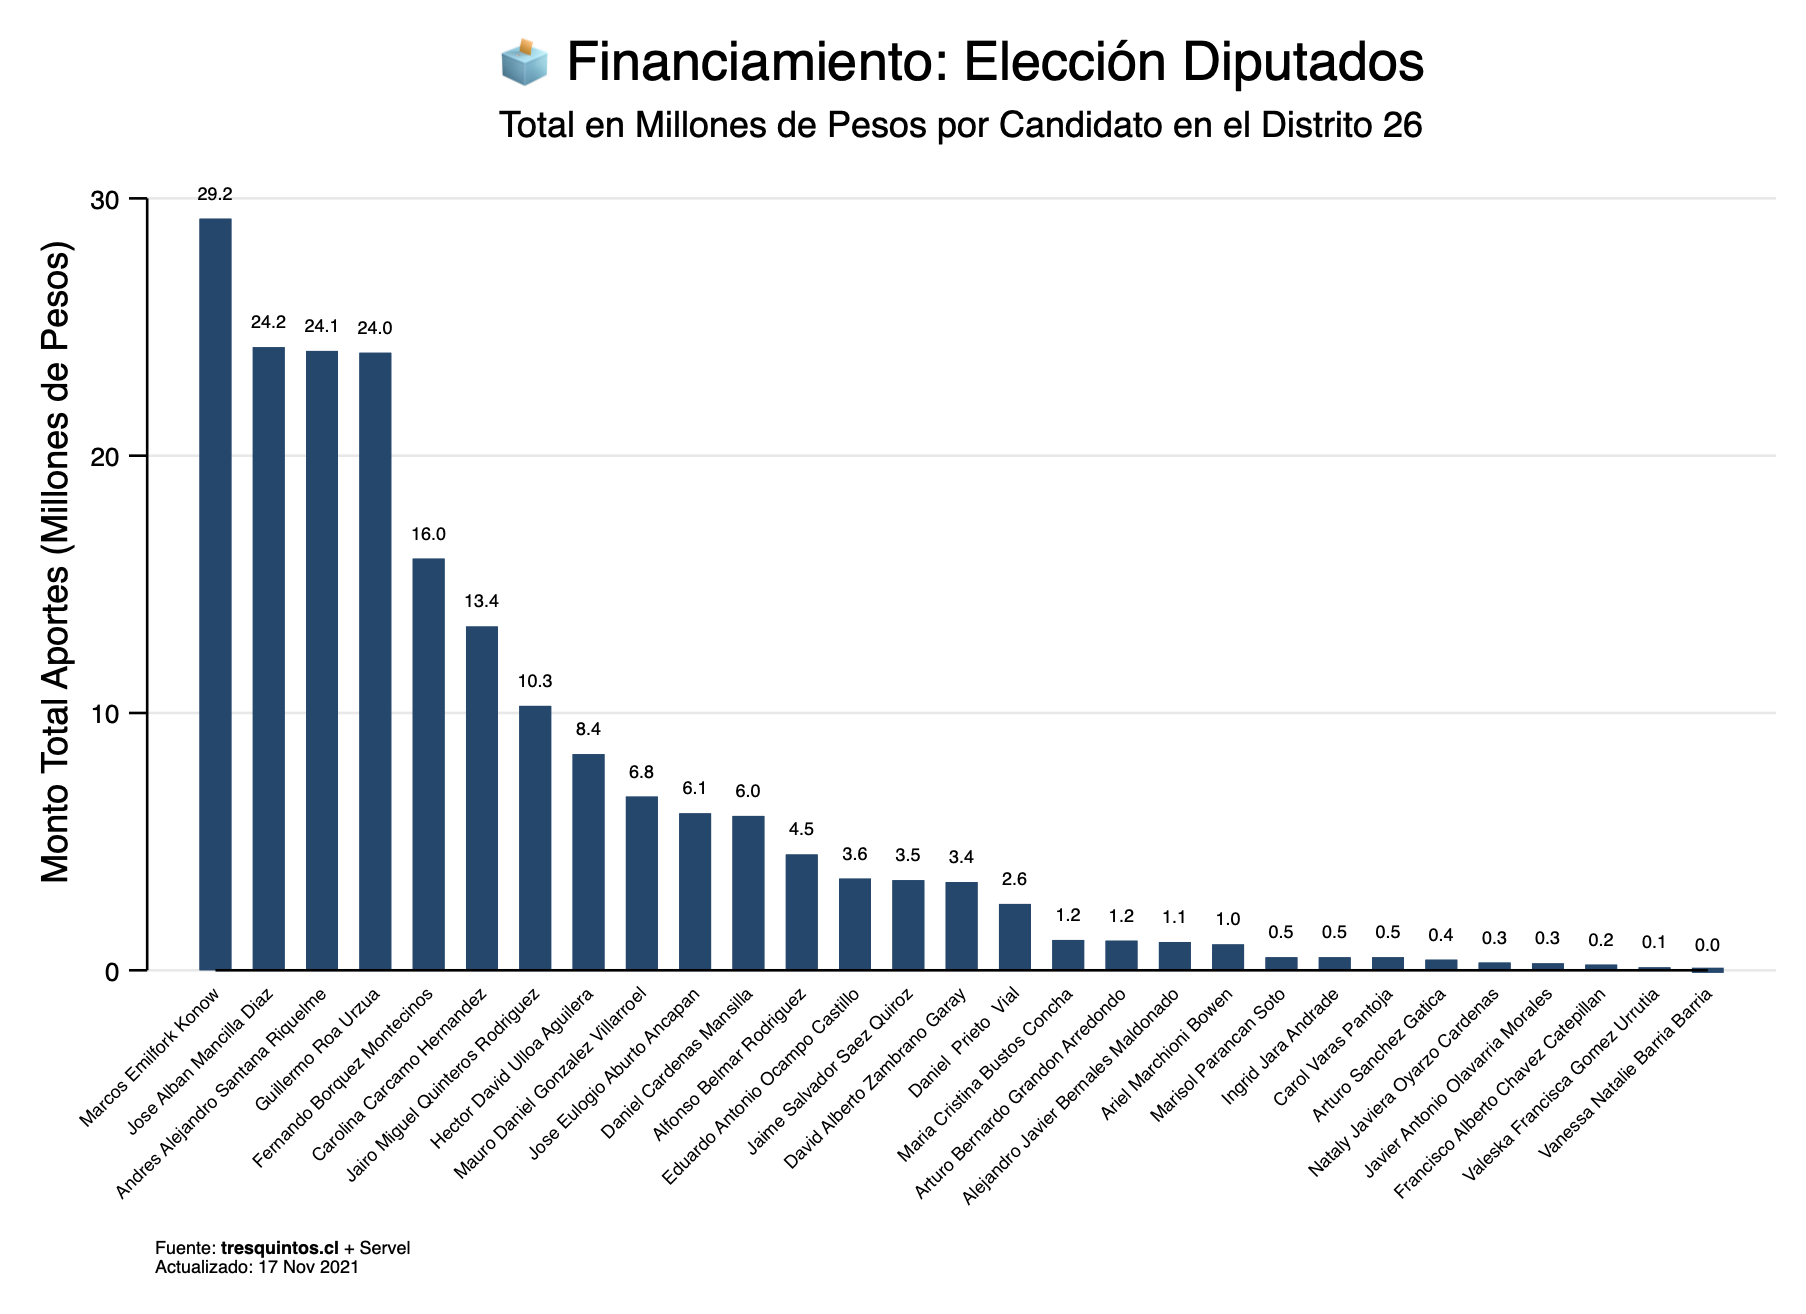 Financiamiento: Elección Diputados
Total en Millones de Pesos por Candidato en el Distrito 26
Monto Total Aportes (Millones de Pesos)
30
20
10
0
29.2
24.2
24.1
24.0
16.0
13.4
10.3
8.4
6.8
6.1
6.0
4.5
3.6
3.5
3.4
2.6
1.2
1.2
1.1
1.0
0.5
0.5
0.5
0.4
0.3
0.3
0.2
0.1
0.0
Marcos Emilfork Konow
Jose Alban Mancilla Diaz
Andres Alejandro Santana Riquelme
Guillermo Roa Urzua
Fernando Borquez Montecinos
Carolina Carcamo Hernandez
Jairo Miguel Quinteros Rodriguez
Hector David Ulloa Aguilera
Mauro Daniel Gonzalez Villarroel
Jose Eulogio Aburto Ancapan
Daniel Cardenas Mansilla
Alfonso Belmar Rodriguez
Eduardo Antonio Ocampo Castillo
Jaime Salvador Saez Quiroz
David Alberto Zambrano Garay
Daniel  Prieto  Vial
Maria Cristina Bustos Concha
Arturo Bernardo Grandon Arredondo
Alejandro Javier Bernales Maldonado
Ariel Marchioni Bowen
Marisol Parancan Soto
Ingrid Jara Andrade
Carol Varas Pantoja
Arturo Sanchez Gatica
Nataly Javiera Oyarzo Cardenas
Javier Antonio Olavarria Morales
Francisco Alberto Chavez Catepillan
Valeska Francisca Gomez Urrutia
Vanessa Natalie Barria Barria
Fuente: tresquintos.cl + Servel
Actualizado: 17 Nov 2021